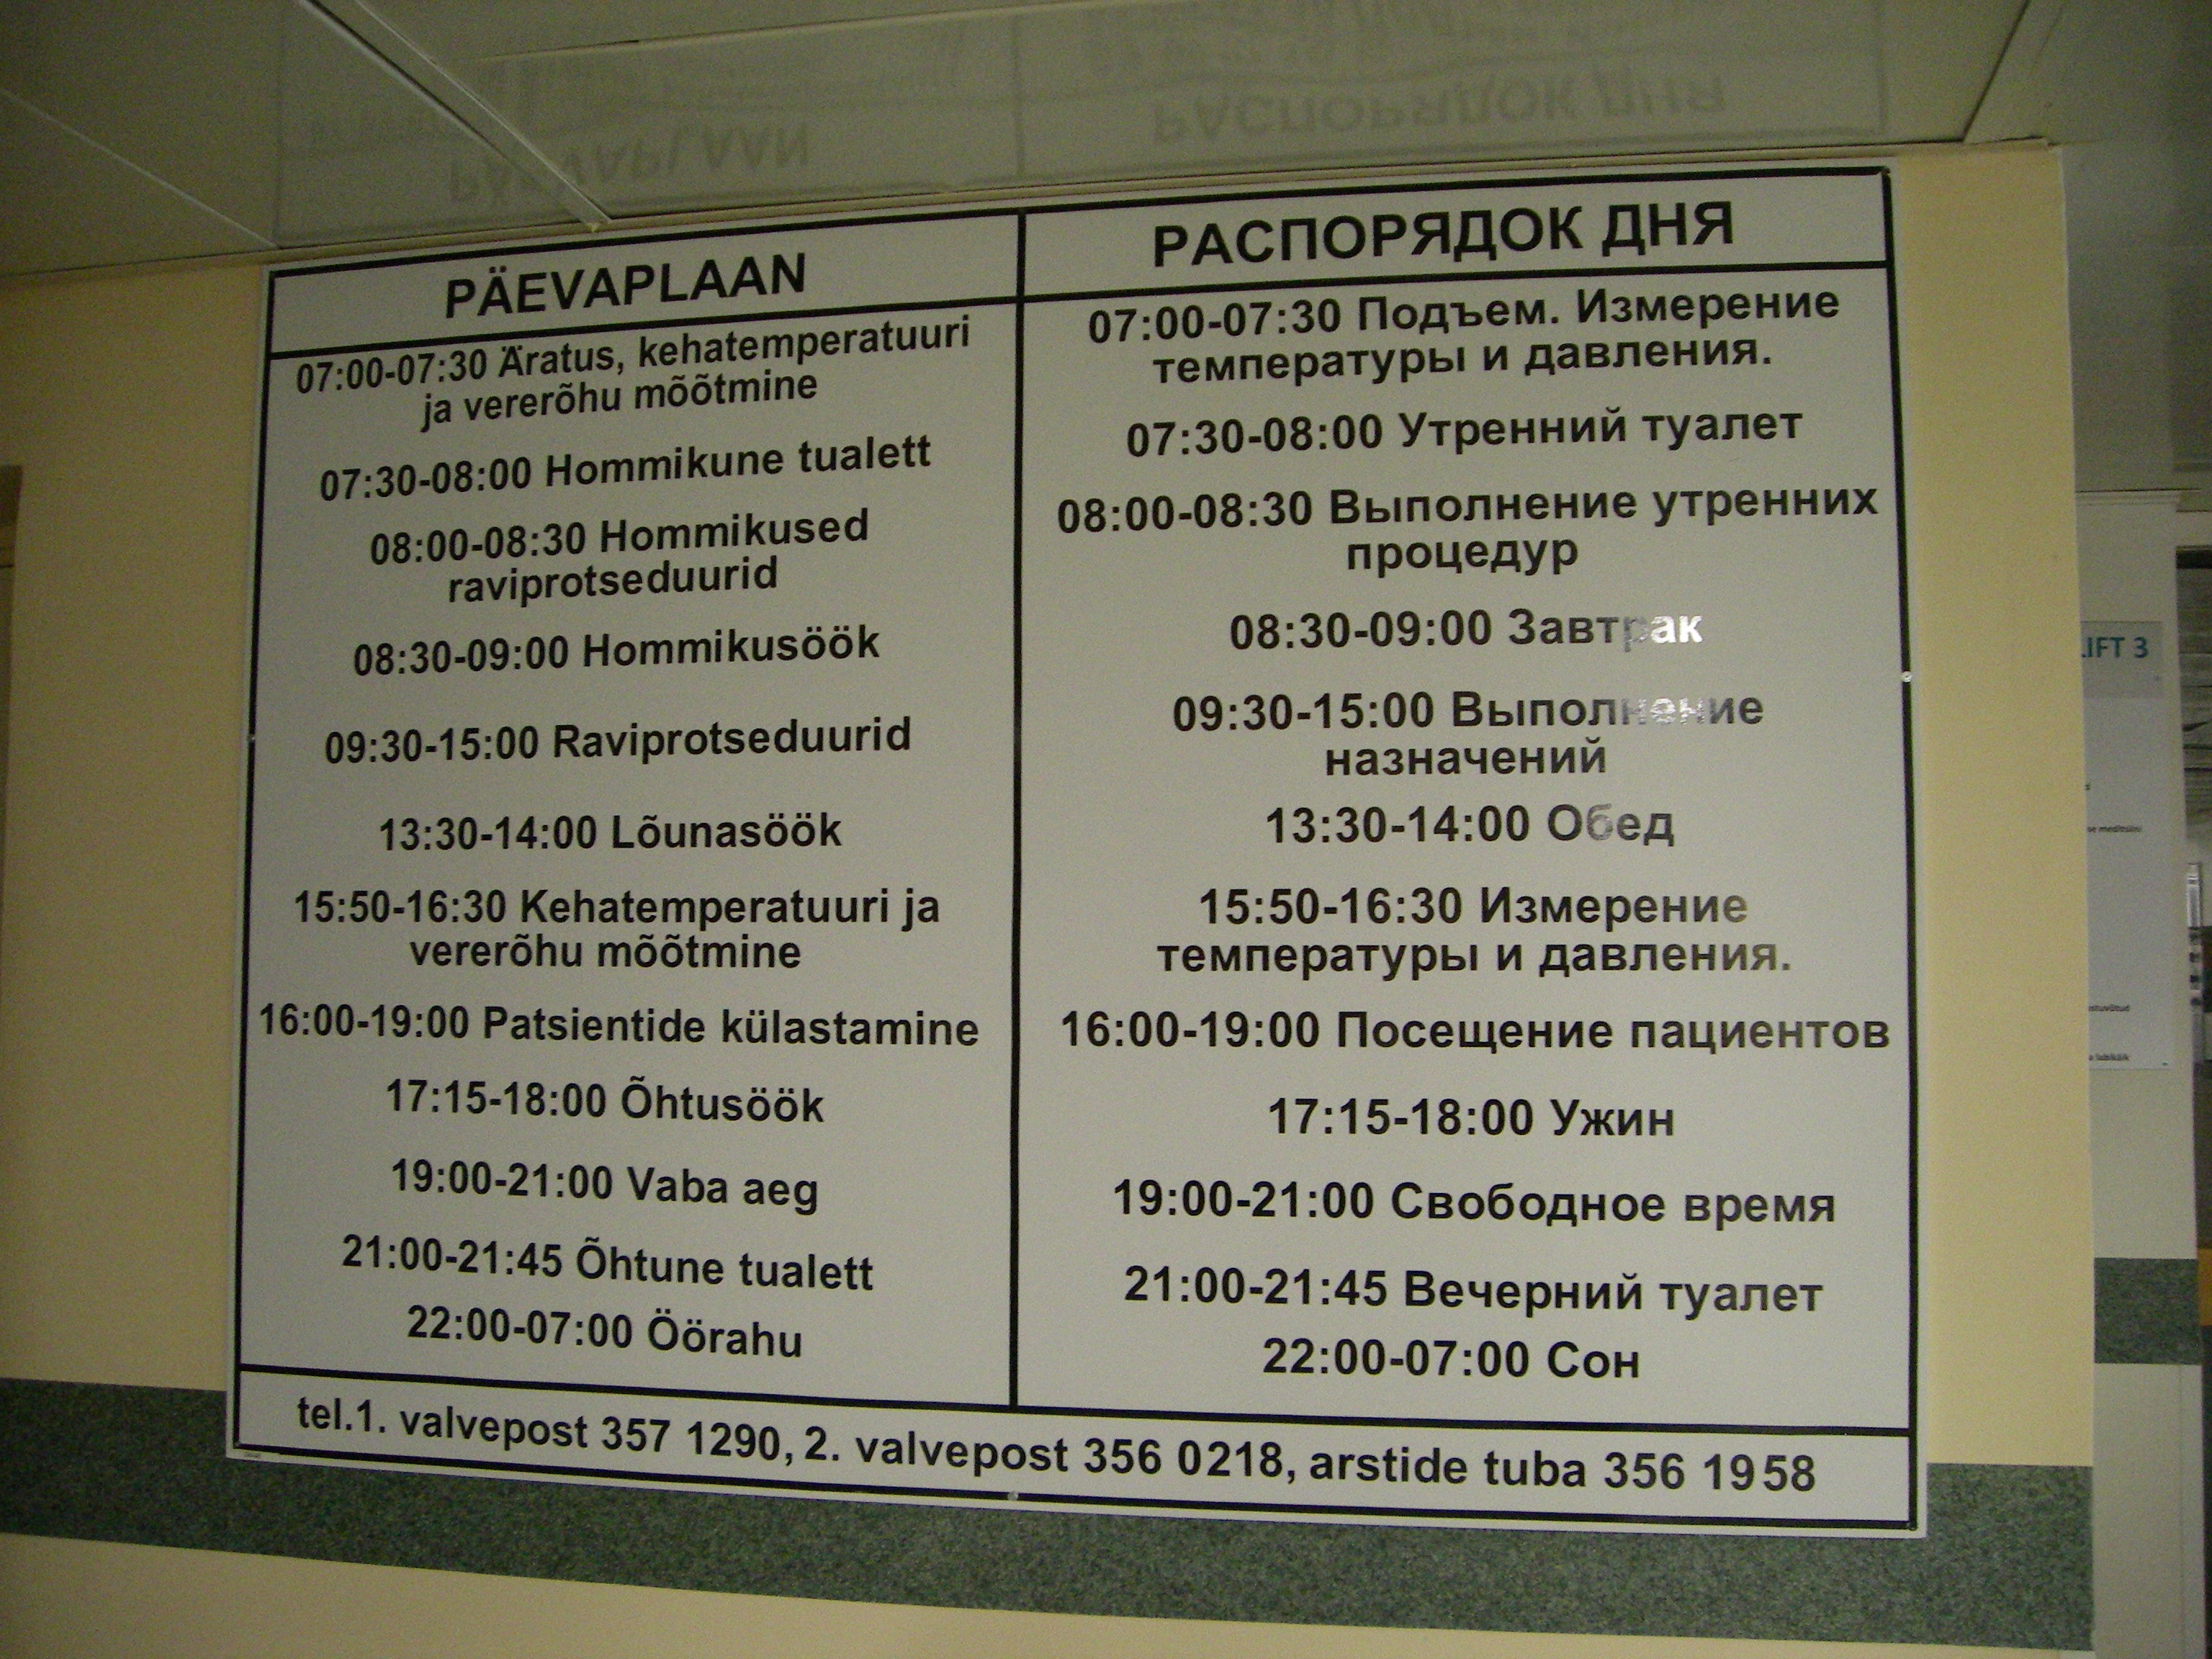 PÄEVAPLAAN
07:00-07:30 Äratus, kehatemperatuuri
ja vererõhu mõõtmine
07:30-08:00 Hommikune tualett
08:00-08:30 Hommikused
raviprotseduurid
08:30-09:00 Hommikusöök
09:30-15:00 Raviprotseduurid
13:30-14:00 Lõunasöök
15:50-16:30 Kehatemperatuuri ja
vererõhu mõõtmine
16:00-19:00 Patsientide külastamine
17:15-18:00 Õhtusöök
19:00-21:00 Vaba aeg
21:00-21:45 Õhtune tualett
22:00-07:00 Öörahu
РАСПОРЯДОК ДНЯ
07:00-07:30 Подъем. Измерение
температуры и давления.
07:30-08:00 Утренний туалет
08:00-08:30 Выполнение утренних
процедур
08:30-09:00 Завтрак
09:30-15:00 Выполнение
назначений
13:30-14:00 Обед
15:50-16:30 Измерение
температуры и давления.
16:00-19:00 Посещение пациентов
17:15-18:00 Ужин
19:00-21:00 Свободное время
21:00-21:45 Вечерний туалет
22:00-07:00 Сон
tel.1. valvepost 357 1290, 2. valvepost 356 0218, arstide tuba 356 1958
LIFT 3